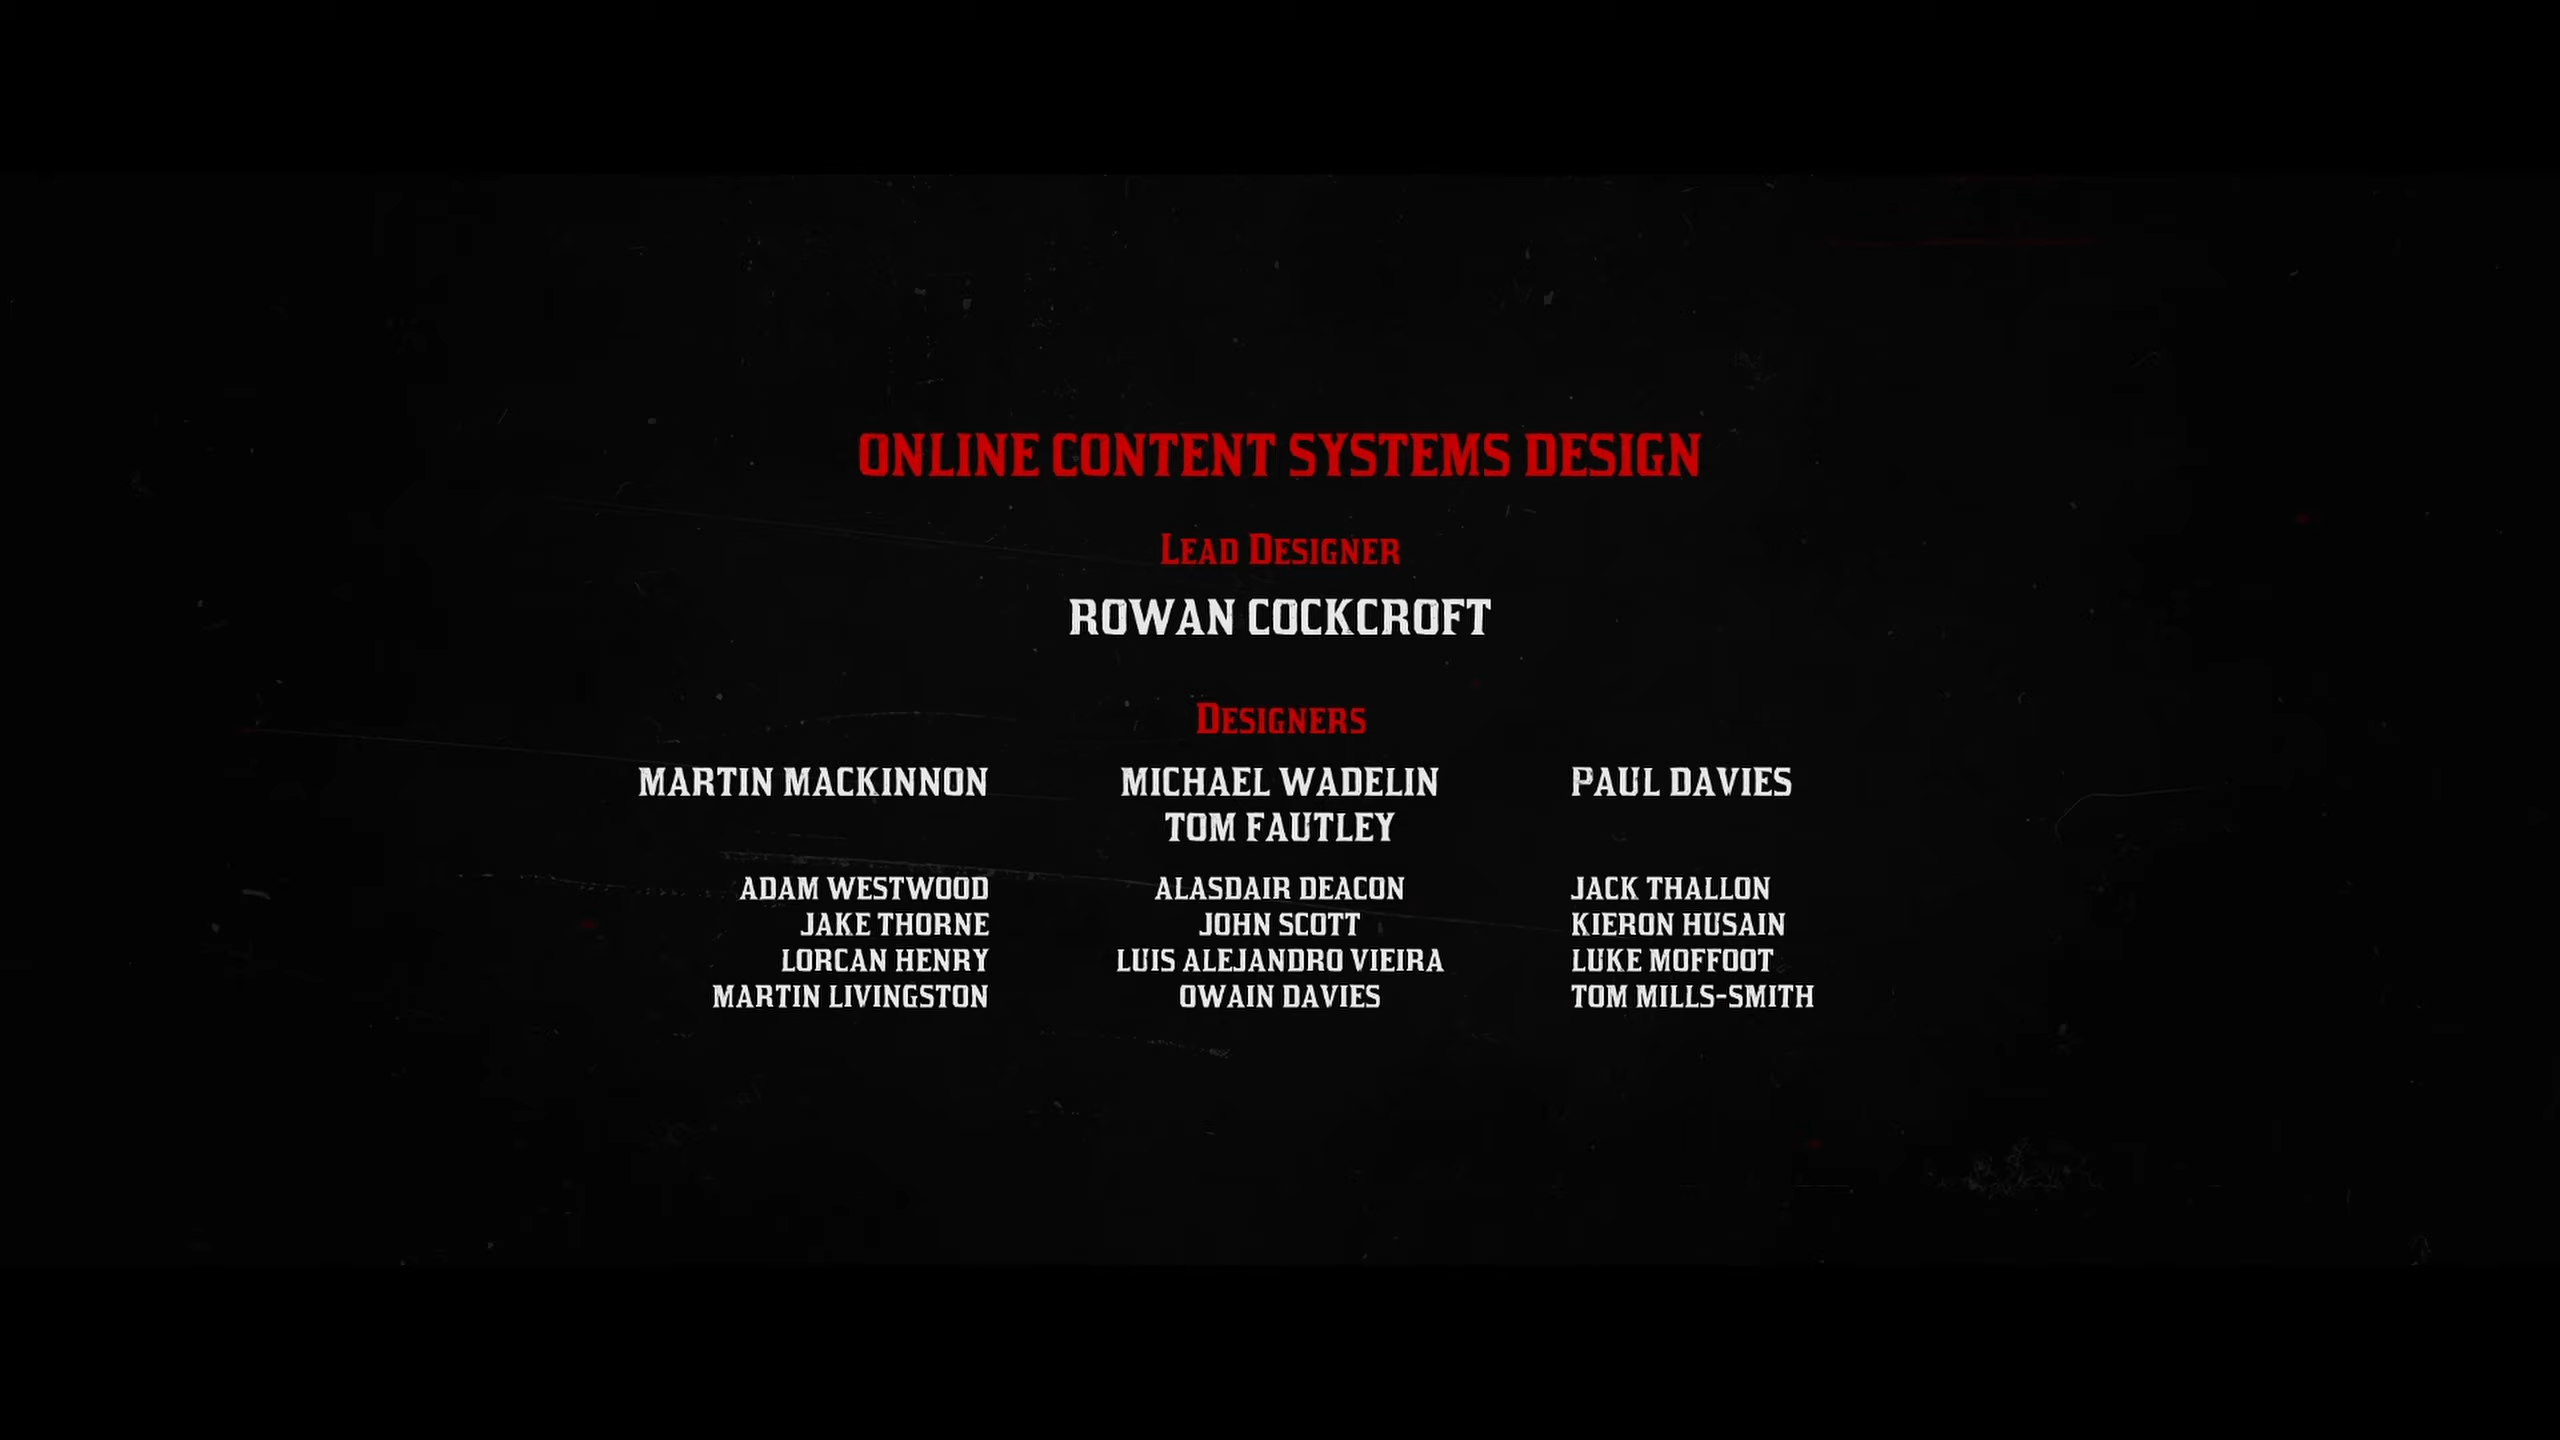 ONLINE CONTENT SYSTEMS DESIGN
LEAD DESIGNER
ROWAN COCKCROFT
DESIGNERS
MARTIN MACKINNON MICHAEL WADELIN PAUL DAVIES
TOM FAUTLEY
ADAM WESTWOOD ALASDAIR DEACON JACK THALLON
JAKE THORNE JOHN SCOTT KIERON HUSAIN
LORCAN HENRY LUIS ALEJANDRO VIEIRA LUKE MOFFOOT
MARTIN LIVINGSTON OWAIN DAVIES TOM MILLS-SMITH